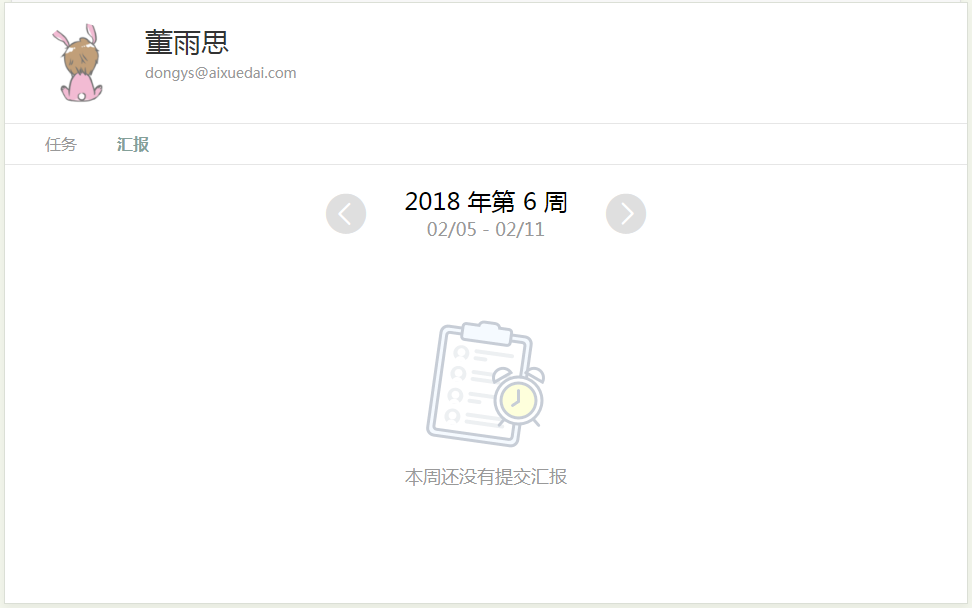 董雨思
dongys@aixuedai.com
任务 汇报
2018 年第 6 周
02/05 - 02/11
本周还没有提交汇报